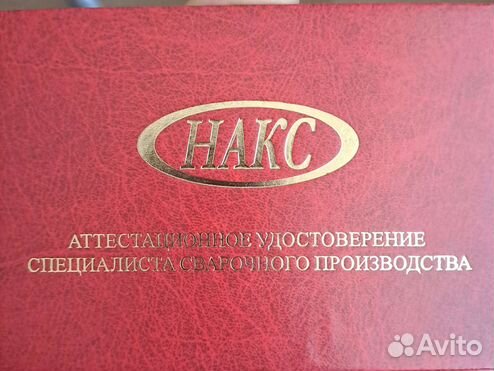 НАКС
АТТЕСТАЦИОННОЕ УДОСТОВЕРЕНИЕ
СПЕЦИАЛИСТА СВАРОЧНОГО ПРОИЗВОДСТВА
Avito